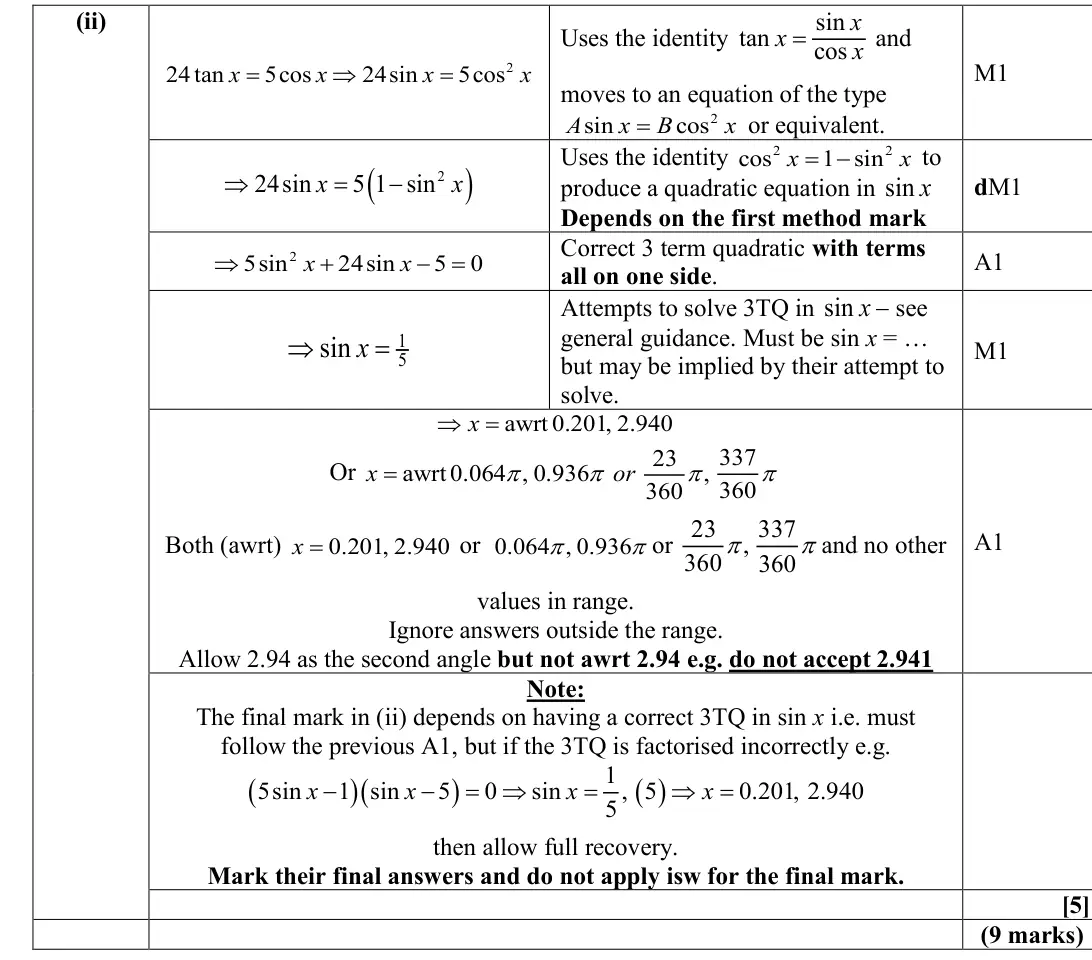 (ii)
24 tan x = 5 cos x ⇒ 24 sin x = 5 cos² x
Uses the identity tan x = sin x / cos x and
moves to an equation of the type
A sin x = B cos² x or equivalent.
M1
⇒ 24 sin x = 5(1 − sin² x)
Uses the identity cos² x = 1 − sin² x to
produce a quadratic equation in sin x
Depends on the first method mark
dM1
⇒ 5 sin² x + 24 sin x − 5 = 0
Correct 3 term quadratic with terms
all on one side.
A1
⇒ sin x = 1/5
Attempts to solve 3TQ in sin x – see
general guidance. Must be sin x = …
but may be implied by their attempt to
solve.
M1
⇒ x = awrt 0.201, 2.940
Or x = awrt 0.064π, 0.936π or 23/360 π, 337/360 π
Both (awrt) x = 0.201, 2.940 or 0.064π, 0.936π or 23/360 π, 337/360 π and no other
values in range.
Ignore answers outside the range.
Allow 2.94 as the second angle but not awrt 2.94 e.g. do not accept 2.941
A1
Note:
The final mark in (ii) depends on having a correct 3TQ in sin x i.e. must
follow the previous A1, but if the 3TQ is factorised incorrectly e.g.
(5 sin x − 1)(sin x − 5) = 0 ⇒ sin x = 1/5, (5) ⇒ x = 0.201, 2.940
then allow full recovery.
Mark their final answers and do not apply isw for the final mark.
[5]
(9 marks)